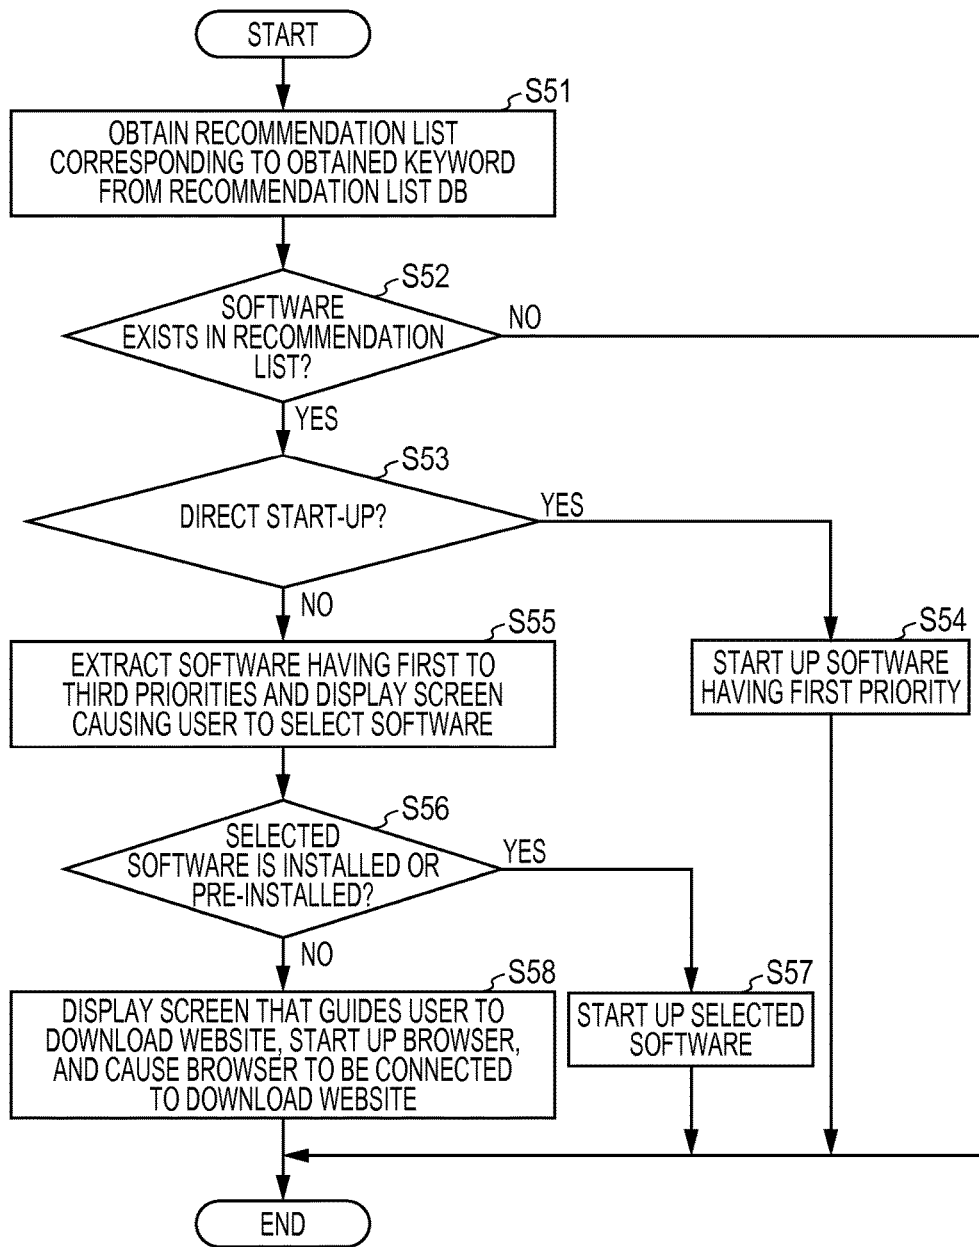 START
S51
OBTAIN RECOMMENDATION LIST
CORRESPONDING TO OBTAINED KEYWORD
FROM RECOMMENDATION LIST DB
S52
SOFTWARE
EXISTS IN RECOMMENDATION
LIST?
NO
YES
S53
DIRECT START-UP?
YES
NO
S54
START UP SOFTWARE
HAVING FIRST PRIORITY
S55
EXTRACT SOFTWARE HAVING FIRST TO
THIRD PRIORITIES AND DISPLAY SCREEN
CAUSING USER TO SELECT SOFTWARE
S56
SELECTED
SOFTWARE IS INSTALLED OR
PRE-INSTALLED?
YES
NO
S57
START UP SELECTED
SOFTWARE
S58
DISPLAY SCREEN THAT GUIDES USER TO
DOWNLOAD WEBSITE, START UP BROWSER,
AND CAUSE BROWSER TO BE CONNECTED
TO DOWNLOAD WEBSITE
END